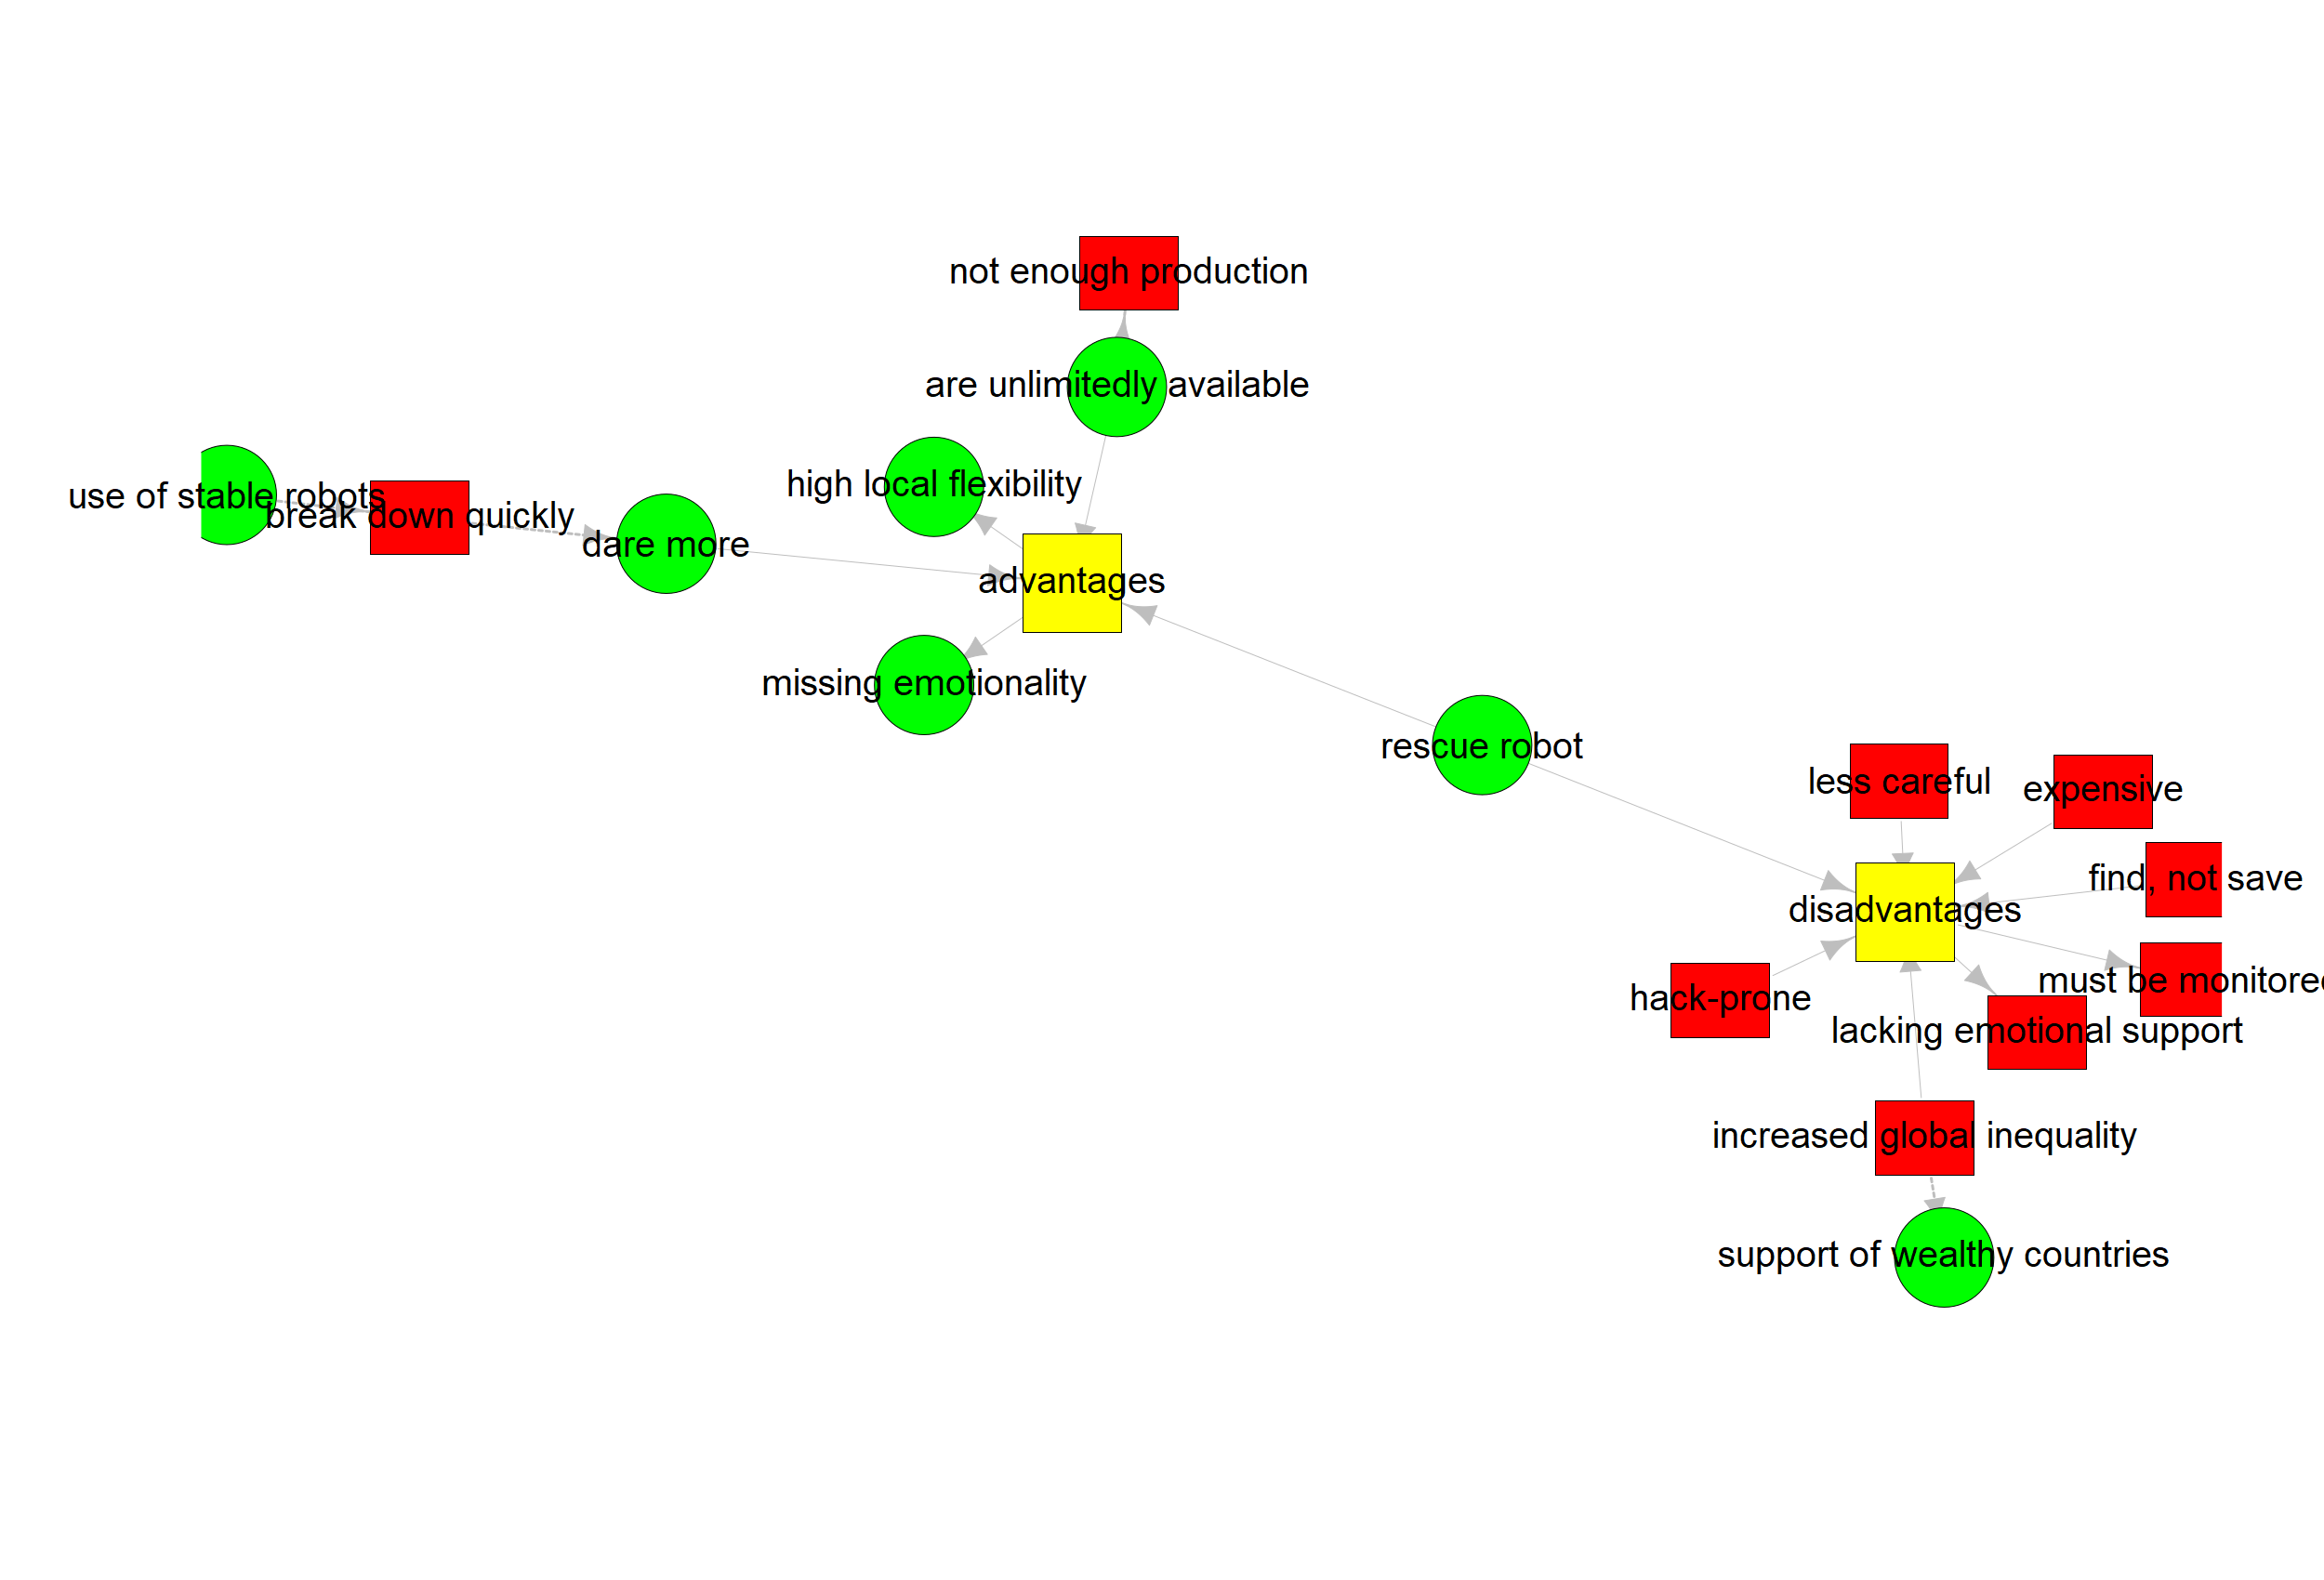 not enough production
are unlimitedly available
high local flexibility
use of stable robots
break down quickly
dare more
advantages
missing emotionality
rescue robot
less careful
expensive
find, not save
disadvantages
must be monitored
hack-prone
lacking emotional support
increased global inequality
support of wealthy countries